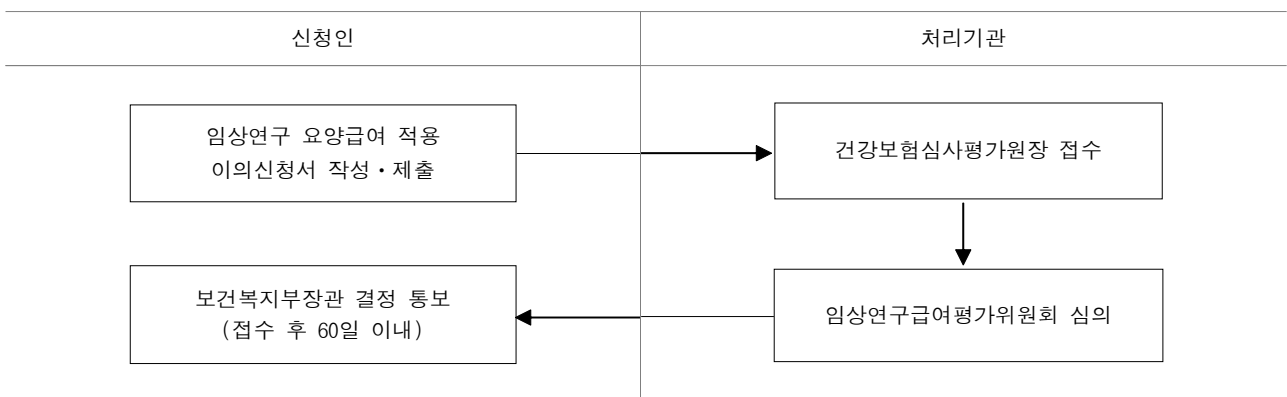 신청인
처리기관
임상연구 요양급여 적용
이의신청서 작성・제출
건강보험심사평가원장 접수
보건복지부장관 결정 통보
(접수 후 60일 이내)
임상연구급여평가위원회 심의